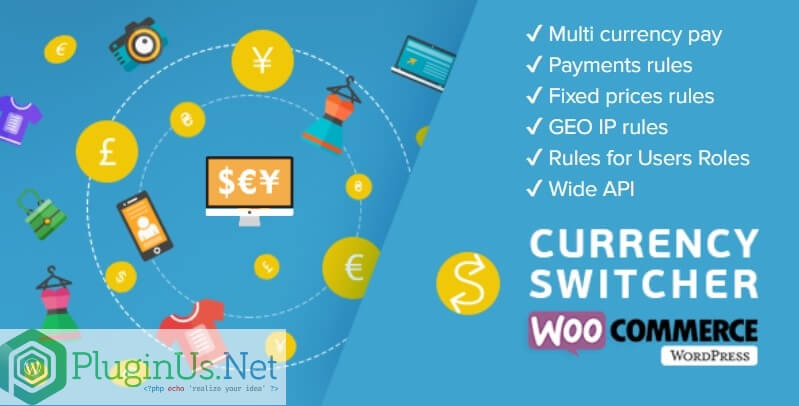 ✓ Multi currency pay
✓ Payments rules
✓ Fixed prices rules
✓ GEO IP rules
✓ Rules for Users Roles
✓ Wide API
$€¥
CURRENCY
SWITCHER
WOO COMMERCE
WORDPRESS
PluginUs.Net
<?php echo 'realize your idea' ?>